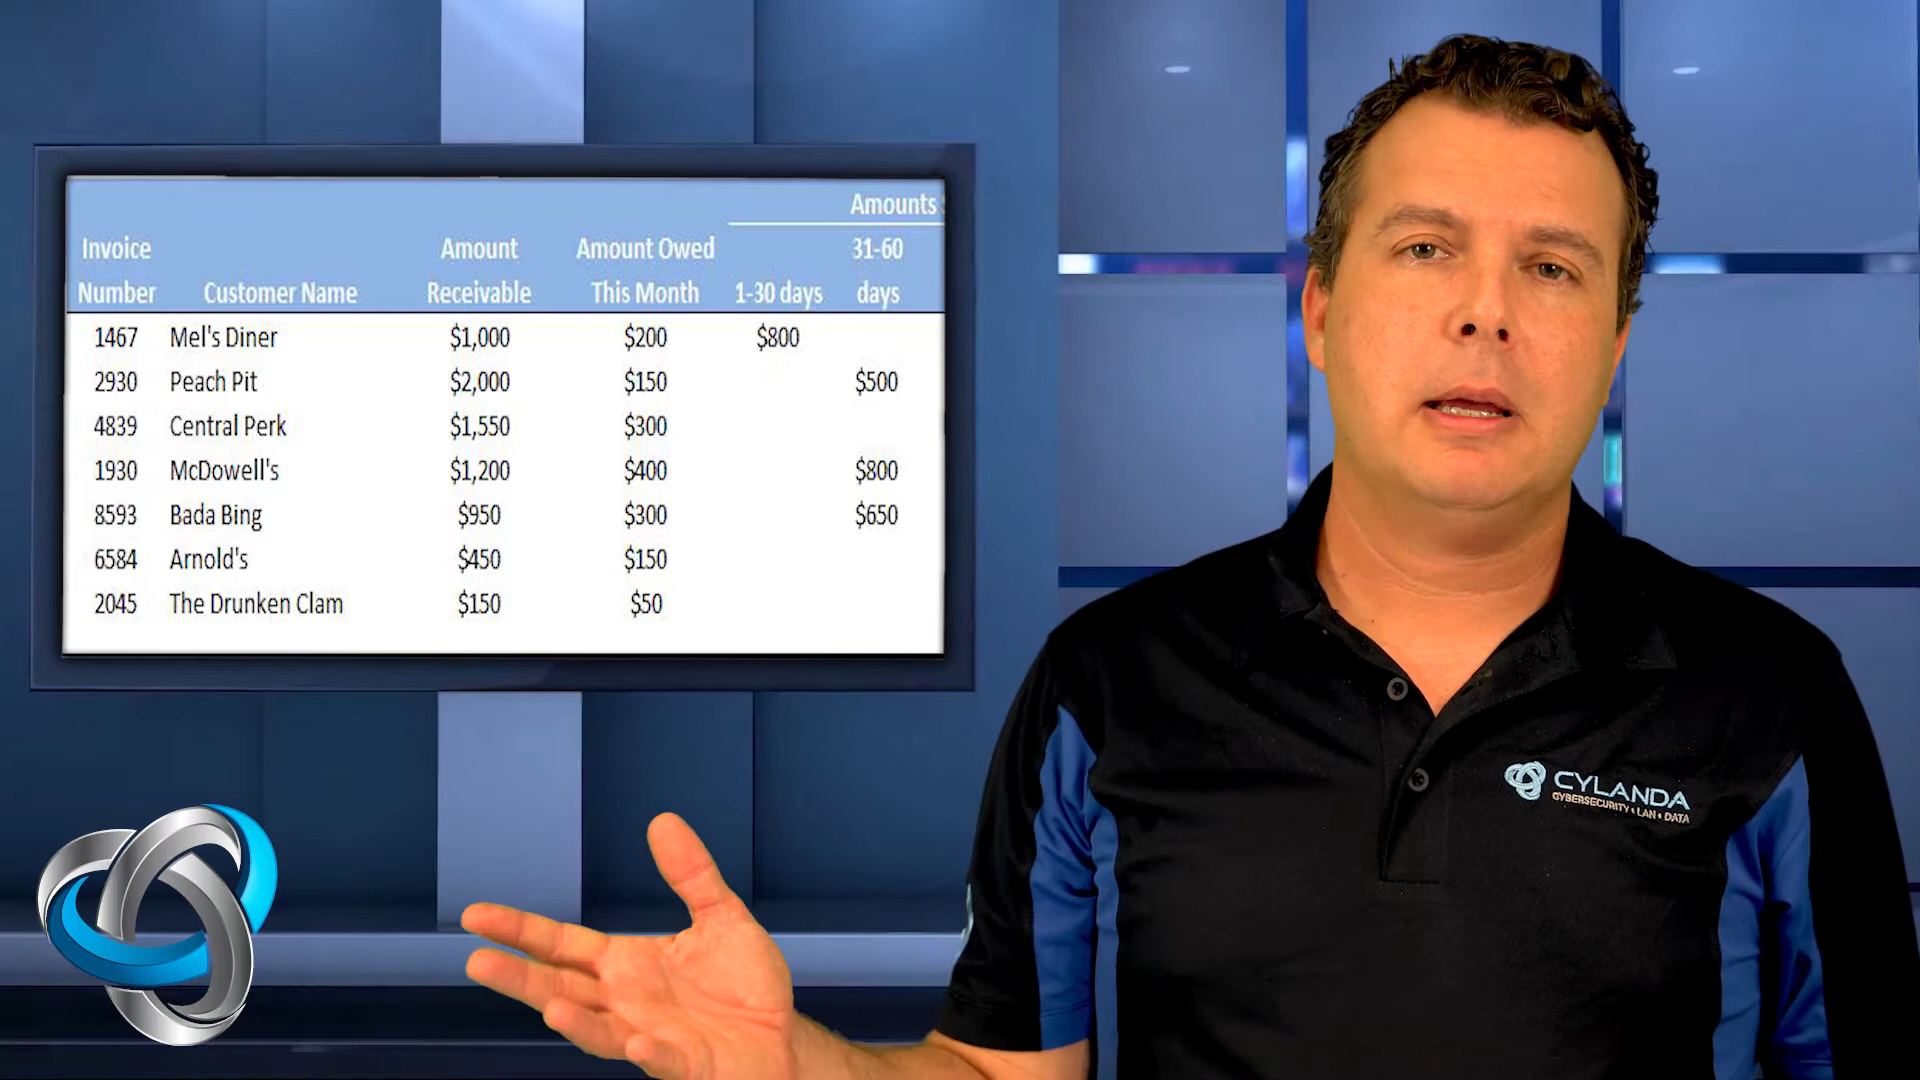 Amounts
Invoice Amount Amount Owed 31-60
Number Customer Name Receivable This Month 1-30 days days
1467 Mel's Diner $1,000 $200 $800
2930 Peach Pit $2,000 $150 $500
4839 Central Perk $1,550 $300
1930 McDowell's $1,200 $400 $800
8593 Bada Bing $950 $300 $650
6584 Arnold's $450 $150
2045 The Drunken Clam $150 $50
CYLANDA
CYBERSECURITY • LAN • DATA